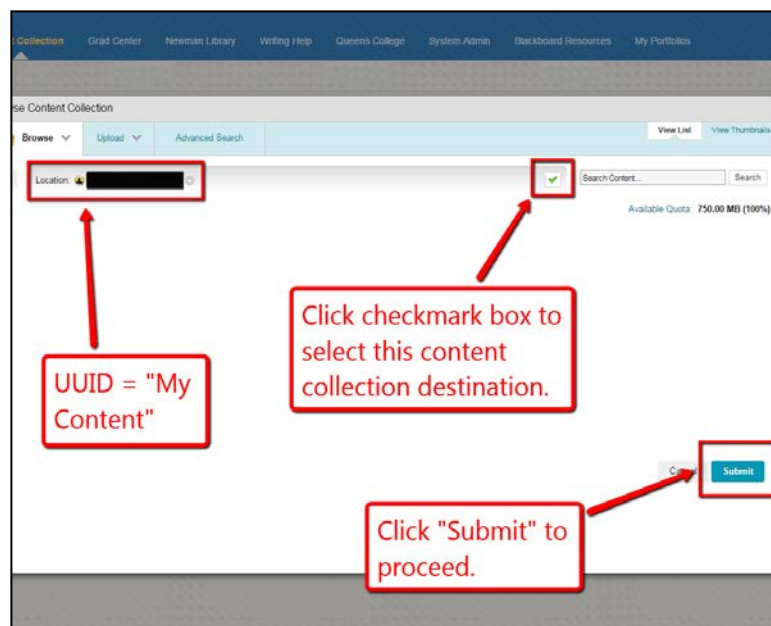 Collection Grad Center Newman Library Writing Help Queens College System Admin Blackboard Resources My Portfolios
se Content Collection
Browse Upload Advanced Search View List View Thumbnails
Location: Search Content... Search
Available Quota: 750.00 MB (100%)
Click checkmark box to
select this content
collection destination.
UUID = "My
Content"
Submit
Click "Submit" to
proceed.